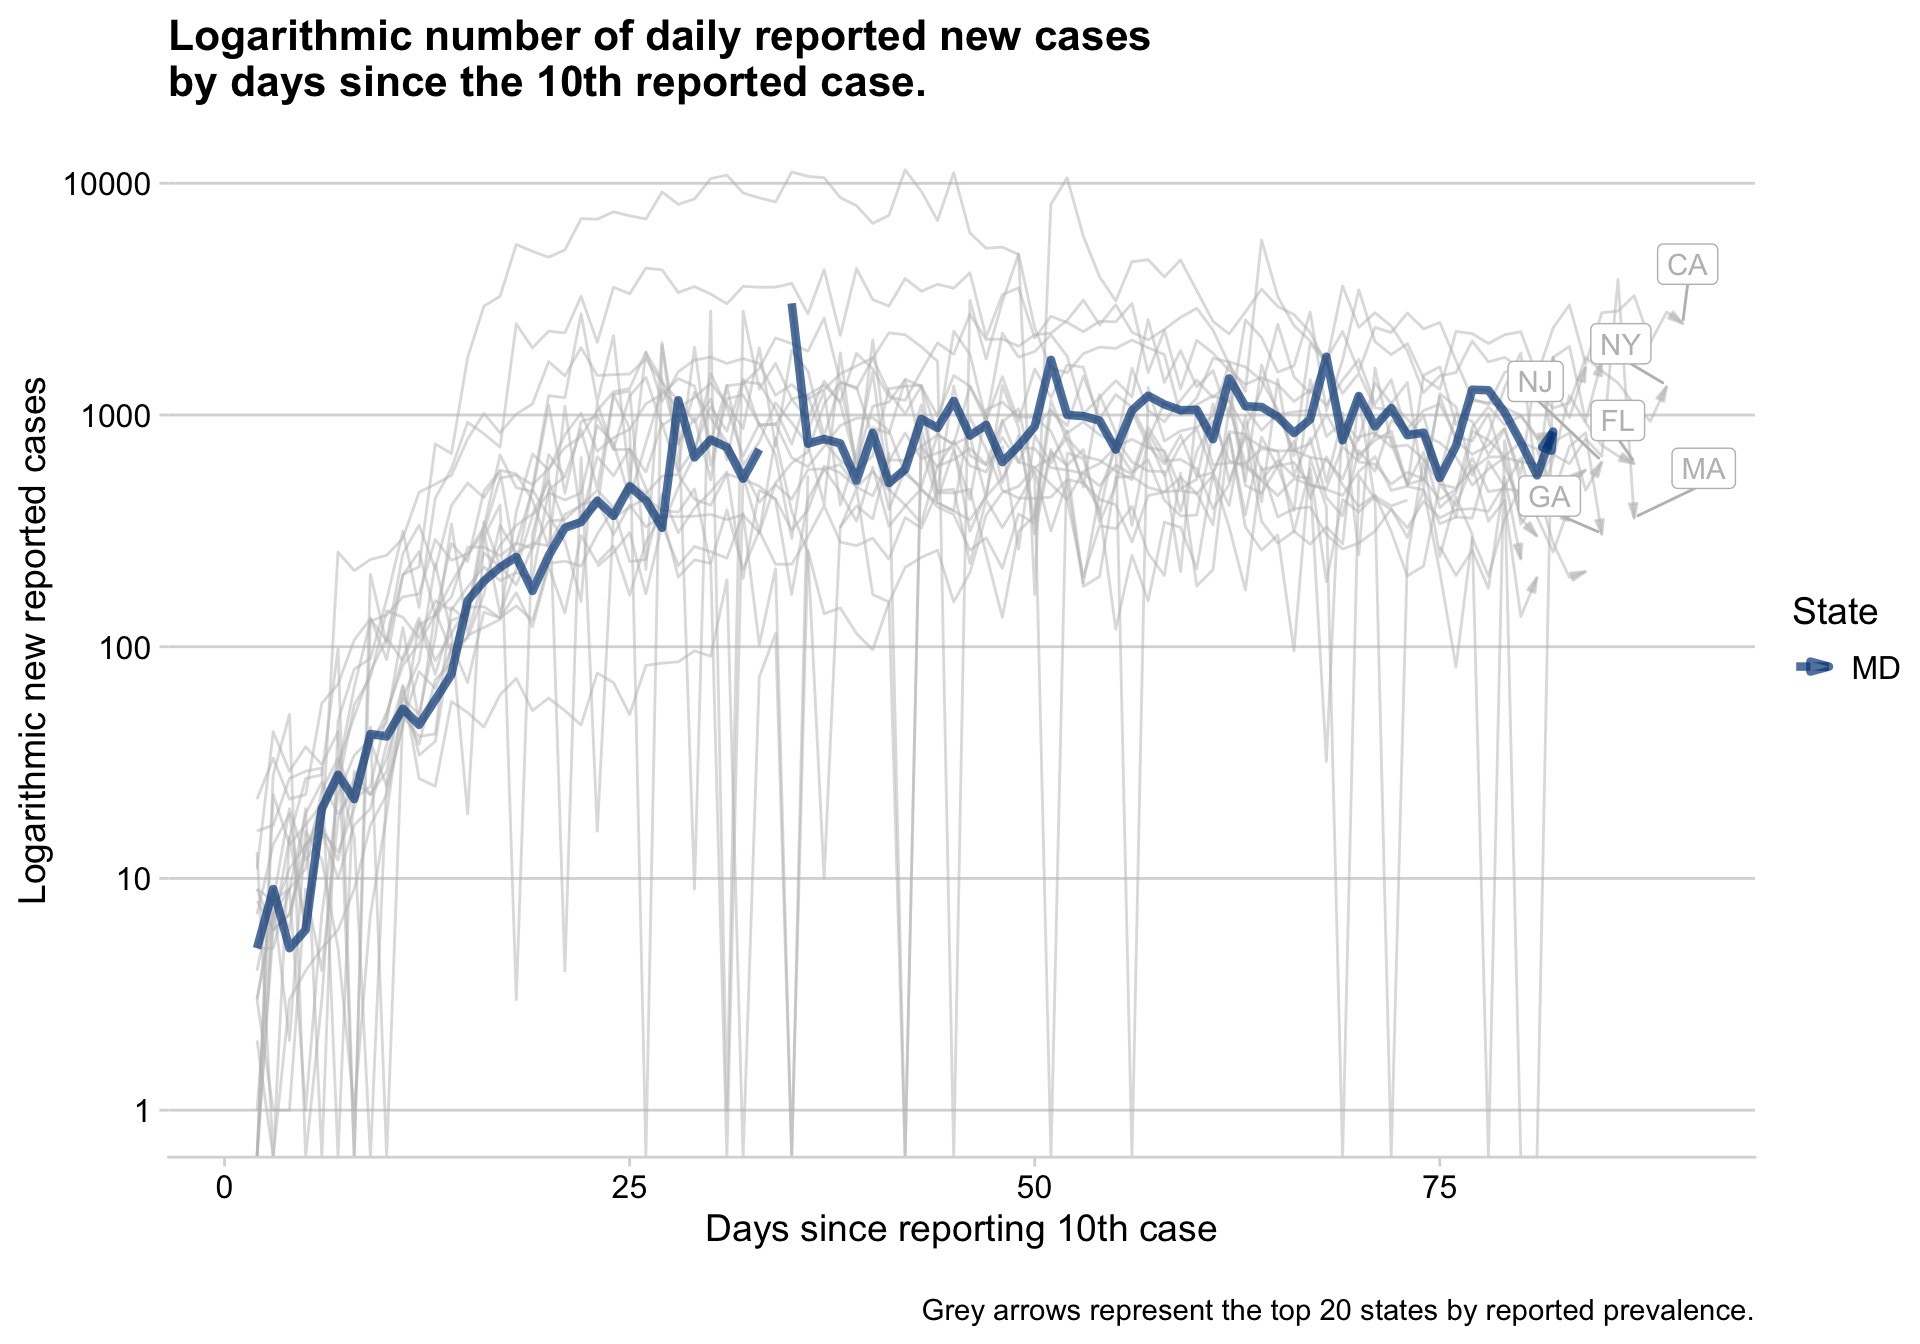 Logarithmic number of daily reported new cases
by days since the 10th reported case.
Logarithmic new reported cases
10000
1000
100
10
1
CA
NY
NJ
FL
MA
GA
State
MD
0
25
50
75
Days since reporting 10th case
Grey arrows represent the top 20 states by reported prevalence.